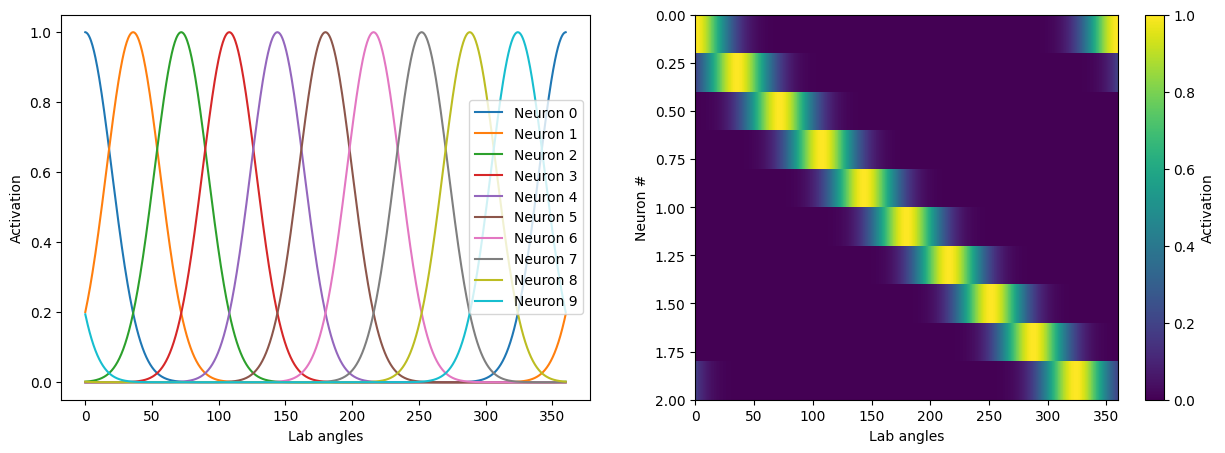 1.0
0.8
0.6
0.4
0.2
0.0
Activation
0
50
100
150
200
250
300
350
Lab angles
Neuron 0
Neuron 1
Neuron 2
Neuron 3
Neuron 4
Neuron 5
Neuron 6
Neuron 7
Neuron 8
Neuron 9
0.00
0.25
0.50
0.75
1.00
1.25
1.50
1.75
2.00
Neuron #
0
50
100
150
200
250
300
350
Lab angles
1.0
0.8
0.6
0.4
0.2
0.0
Activation